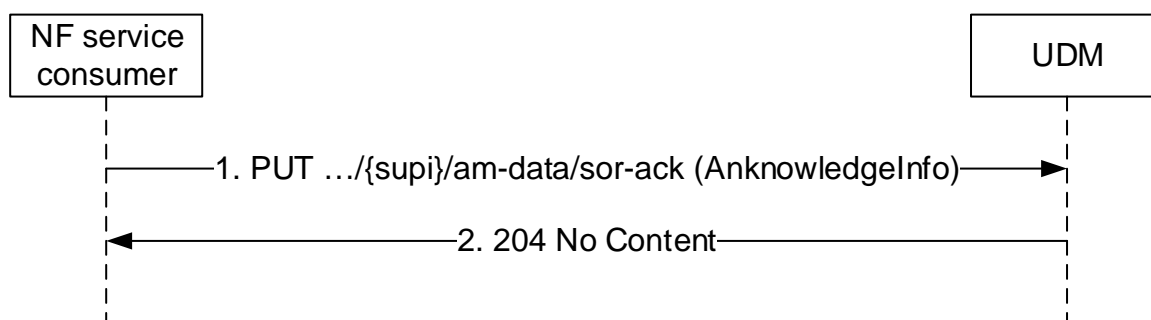 NF service
consumer
UDM
1. PUT …/{supi}/am-data/sor-ack (AnknowledgeInfo)
2. 204 No Content